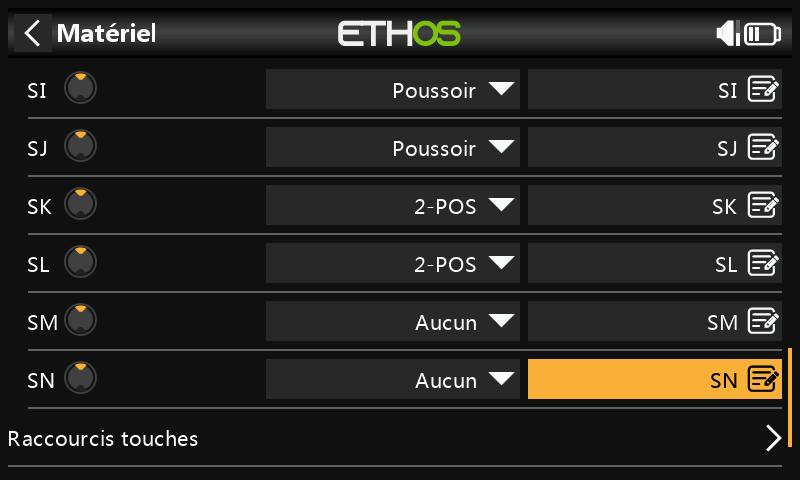 Matériel ETHOS
SI Poussoir SI
SJ Poussoir SJ
SK 2-POS SK
SL 2-POS SL
SM Aucun SM
SN Aucun SN
Raccourcis touches